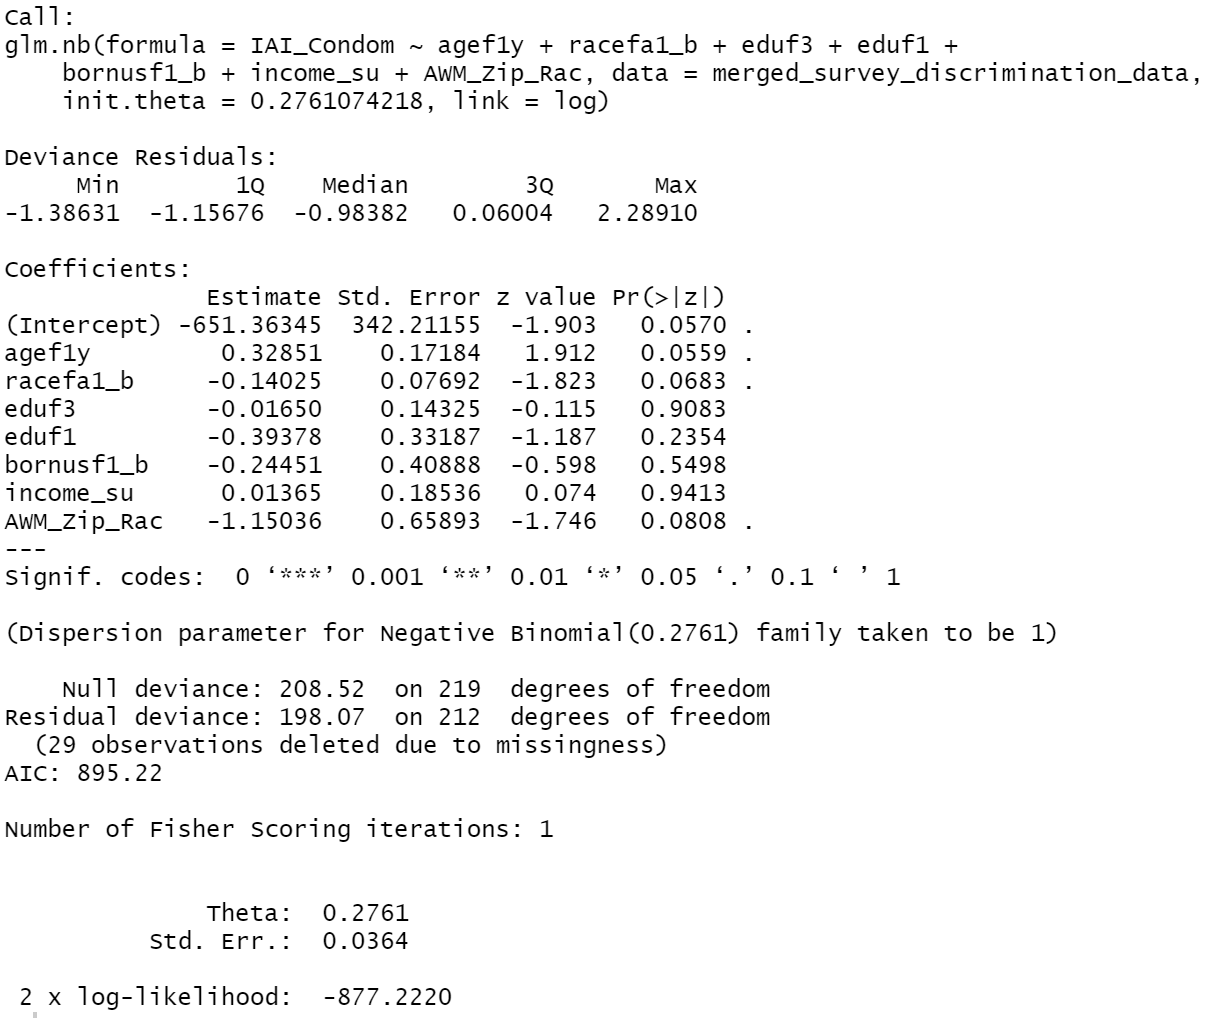 Call:
glm.nb(formula = IAI_Condom ~ agef1y + racefa1_b + eduf3 + eduf1 +
    bornusf1_b + income_su + AWM_Zip_Rac, data = merged_survey_discrimination_data,
    init.theta = 0.2761074218, link = log)
Deviance Residuals:
     Min        1Q    Median        3Q       Max
-1.38631  -1.15676  -0.98382   0.06004   2.28910
Coefficients:
              Estimate Std. Error z value Pr(>|z|)
(Intercept) -651.36345  342.21155  -1.903   0.0570 .
agef1y         0.32851    0.17184   1.912   0.0559 .
racefa1_b     -0.14025    0.07692  -1.823   0.0683 .
eduf3         -0.01650    0.14325  -0.115   0.9083
eduf1         -0.39378    0.33187  -1.187   0.2354
bornusf1_b    -0.24451    0.40888  -0.598   0.5498
income_su      0.01365    0.18536   0.074   0.9413
AWM_Zip_Rac   -1.15036    0.65893  -1.746   0.0808 .
---
Signif. codes:  0 ‘***’ 0.001 ‘**’ 0.01 ‘*’ 0.05 ‘.’ 0.1 ‘ ’ 1
(Dispersion parameter for Negative Binomial(0.2761) family taken to be 1)
    Null deviance: 208.52  on 219  degrees of freedom
Residual deviance: 198.07  on 212  degrees of freedom
  (29 observations deleted due to missingness)
AIC: 895.22
Number of Fisher Scoring iterations: 1
              Theta:  0.2761
          Std. Err.:  0.0364
 2 x log-likelihood:  -877.2220